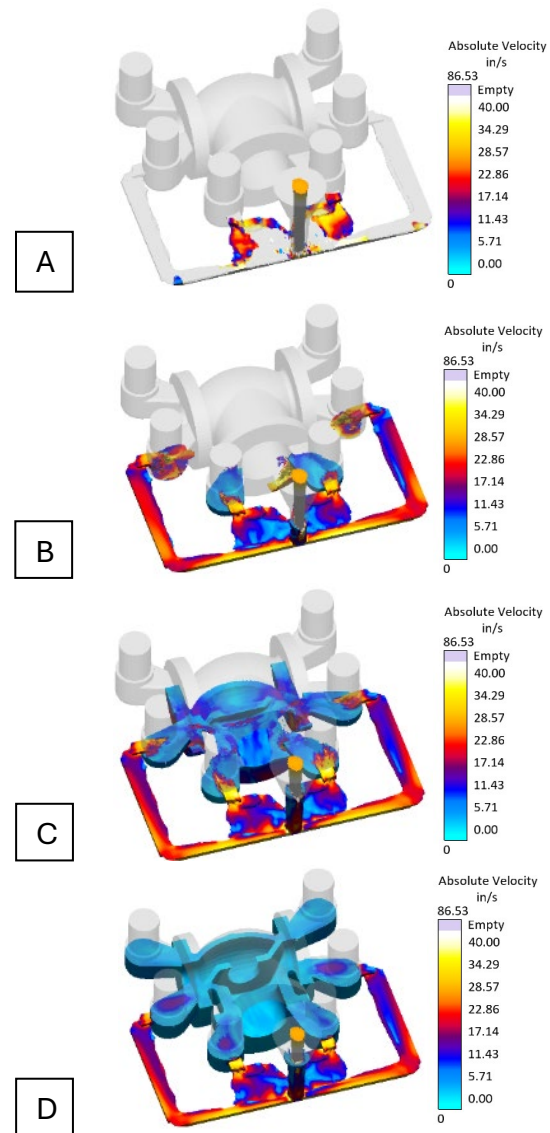 Absolute Velocity
in/s
86.53
Empty
40.00
34.29
28.57
22.86
17.14
11.43
5.71
0.00
0
A
Absolute Velocity
in/s
86.53
Empty
40.00
34.29
28.57
22.86
17.14
11.43
5.71
0.00
0
B
Absolute Velocity
in/s
86.53
Empty
40.00
34.29
28.57
22.86
17.14
11.43
5.71
0.00
0
C
Absolute Velocity
in/s
86.53
Empty
40.00
34.29
28.57
22.86
17.14
11.43
5.71
0.00
0
D